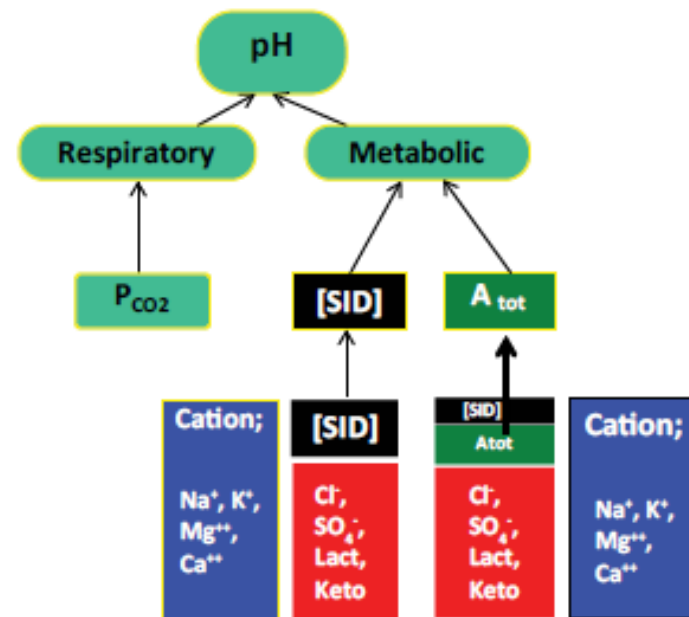 pH
Respiratory
Metabolic
P_CO2
[SID]
A tot
Cation;
Na⁺, K⁺,
Mg⁺⁺,
Ca⁺⁺
[SID]
Cl⁻,
SO₄⁻,
Lact,
Keto
[SID]
Atot
Cl⁻,
SO₄⁻,
Lact,
Keto
Cation;
Na⁺, K⁺,
Mg⁺⁺,
Ca⁺⁺